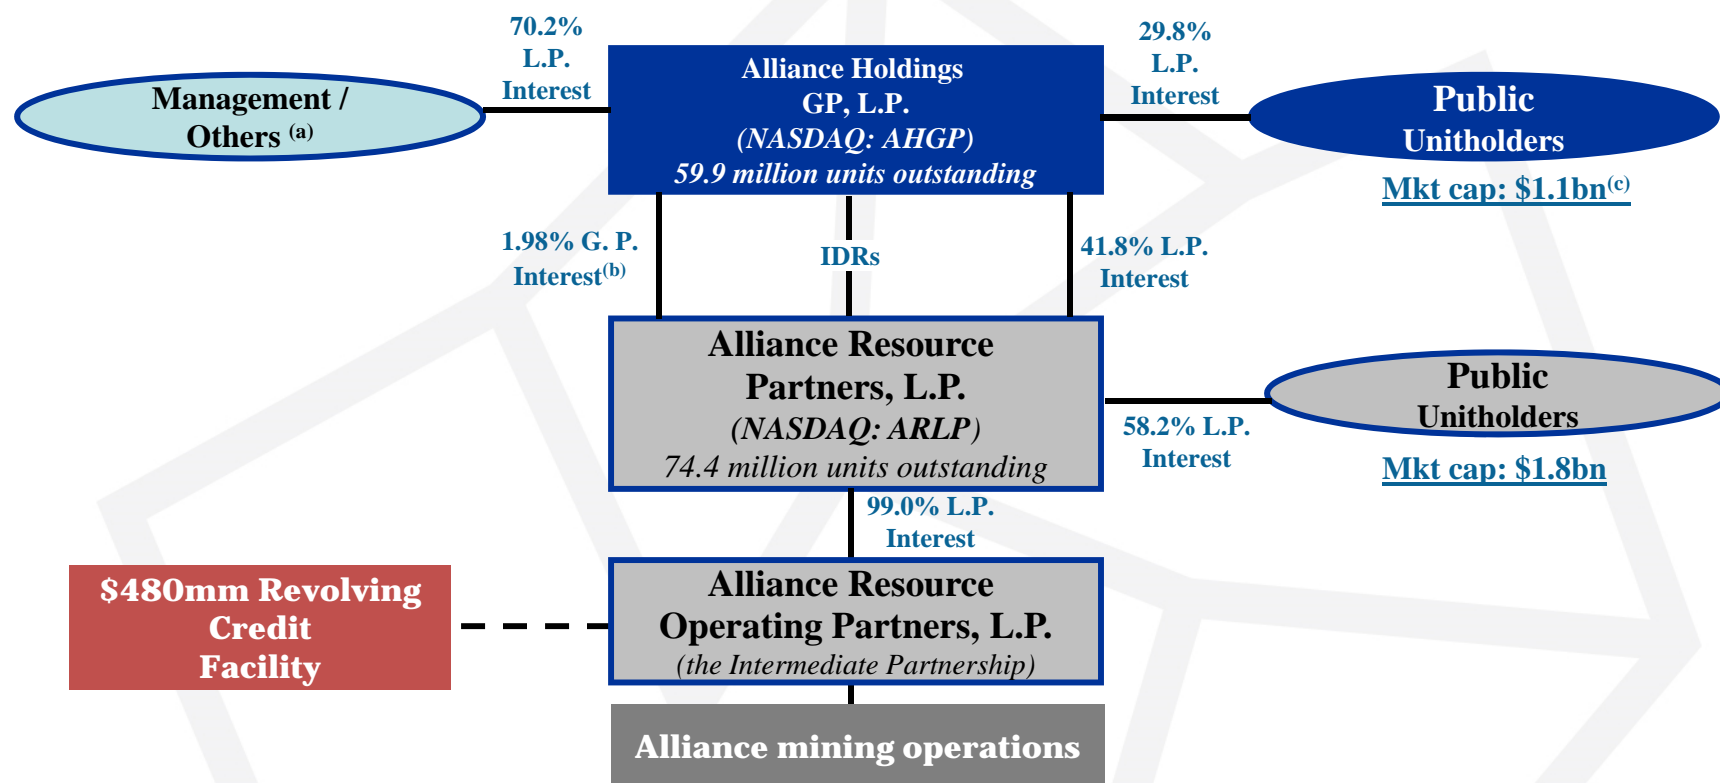 70.2%
L.P.
Interest
Management /
Others (a)
Alliance Holdings
GP, L.P.
(NASDAQ: AHGP)
59.9 million units outstanding
29.8%
L.P.
Interest
Public
Unitholders
Mkt cap: $1.1bn(c)
1.98% G. P.
Interest(b)
IDRs
41.8% L.P.
Interest
Alliance Resource
Partners, L.P.
(NASDAQ: ARLP)
74.4 million units outstanding
58.2% L.P.
Interest
Public
Unitholders
Mkt cap: $1.8bn
99.0% L.P.
Interest
$480mm Revolving
Credit
Facility
Alliance Resource
Operating Partners, L.P.
(the Intermediate Partnership)
Alliance mining operations